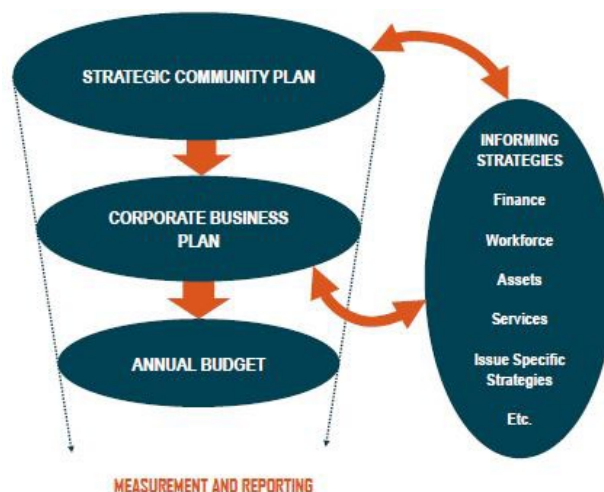 STRATEGIC COMMUNITY PLAN
CORPORATE BUSINESS
PLAN
ANNUAL BUDGET
INFORMING
STRATEGIES
Finance
Workforce
Assets
Services
Issue Specific
Strategies
Etc.
MEASUREMENT AND REPORTING